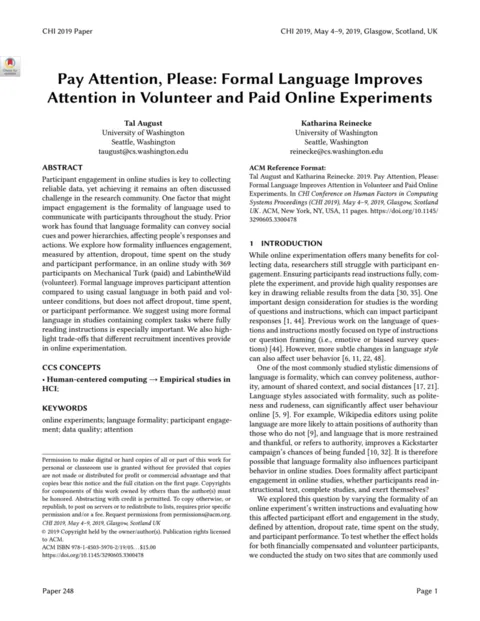 CHI 2019 Paper
CHI 2019, May 4–9, 2019, Glasgow, Scotland, UK
Pay Attention, Please: Formal Language Improves
Attention in Volunteer and Paid Online Experiments
Tal August
University of Washington
Seattle, Washington
taugust@cs.washington.edu
Katharina Reinecke
University of Washington
Seattle, Washington
reinecke@cs.washington.edu
ABSTRACT
Participant engagement in online studies is key to collecting
reliable data, yet achieving it remains an often discussed
challenge in the research community. One factor that might
impact engagement is the formality of language used to
communicate with participants throughout the study. Prior
work has found that language formality can convey social
cues and power hierarchies, affecting people's responses and
actions. We explore how formality influences engagement,
measured by attention, dropout, time spent on the study
and participant performance, in an online study with 369
participants on Mechanical Turk (paid) and LabintheWild
(volunteer). Formal language improves participant attention
compared to using casual language in both paid and vol-
unteer conditions, but does not affect dropout, time spent,
or participant performance. We suggest using more formal
language in studies containing complex tasks where fully
reading instructions is especially important. We also high-
light trade-offs that different recruitment incentives provide
in online experimentation.
CCS CONCEPTS
• Human-centered computing → Empirical studies in
HCI;
KEYWORDS
online experiments; language formality; participant engage-
ment; data quality; attention
Permission to make digital or hard copies of all or part of this work for
personal or classroom use is granted without fee provided that copies
are not made or distributed for profit or commercial advantage and that
copies bear this notice and the full citation on the first page. Copyrights
for components of this work owned by others than the author(s) must
be honored. Abstracting with credit is permitted. To copy otherwise, or
republish, to post on servers or to redistribute to lists, requires prior specific
permission and/or a fee. Request permissions from permissions@acm.org.
CHI 2019, May 4–9, 2019, Glasgow, Scotland UK
© 2019 Copyright held by the owner/author(s). Publication rights licensed
to ACM.
ACM ISBN 978-1-4503-5970-2/19/05...$15.00
https://doi.org/10.1145/3290605.3300478
ACM Reference Format:
Tal August and Katharina Reinecke. 2019. Pay Attention, Please:
Formal Language Improves Attention in Volunteer and Paid Online
Experiments. In CHI Conference on Human Factors in Computing
Systems Proceedings (CHI 2019), May 4–9, 2019, Glasgow, Scotland
UK. ACM, New York, NY, USA, 11 pages. https://doi.org/10.1145/
3290605.3300478
1 INTRODUCTION
While online experimentation offers many benefits for col-
lecting data, researchers still struggle with participant en-
gagement. Ensuring participants read instructions fully, com-
plete the experiment, and provide high quality responses are
key in drawing reliable results from the data [30, 35]. One
important design consideration for studies is the wording
of questions and instructions, which can impact participant
responses [1, 44]. Previous work on the language of ques-
tions and instructions mostly focused on type of instructions
or question framing (i.e., emotive or biased survey ques-
tions) [44]. However, more subtle changes in language style
can also affect user behavior [6, 11, 22, 48].
One of the most commonly studied stylistic dimensions of
language is formality, which can convey politeness, author-
ity, amount of shared context, and social distances [17, 21].
Language styles associated with formality, such as polite-
ness and rudeness, can significantly affect user behaviour
online [5, 9]. For example, Wikipedia editors using polite
language are more likely to attain positions of authority than
those who do not [9], and language that is more restrained
and thankful, or refers to authority, improves a Kickstarter
campaign's chances of being funded [10, 32]. It is therefore
possible that language formality also influences participant
behavior in online studies. Does formality affect participant
engagement in online studies, whether participants read in-
structional text, complete studies, and exert themselves?
We explored this question by varying the formality of an
online experiment's written instructions and evaluating how
this affected participant effort and engagement in the study,
defined by attention, dropout rate, time spent on the study,
and participant performance. To test whether the effect holds
for both financially compensated and volunteer participants,
we conducted the study on two sites that are commonly used
Paper 248
Page 1